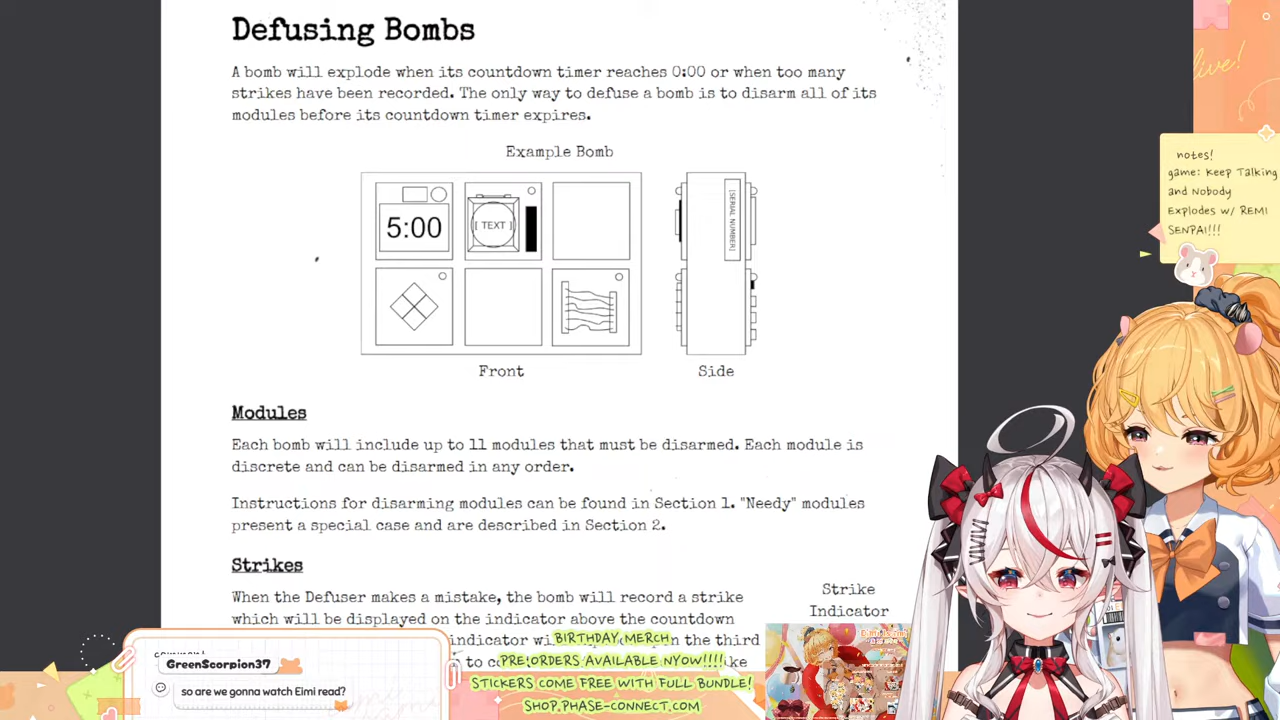 Defusing Bombs
A bomb will explode when its countdown timer reaches 0:00 or when too many
strikes have been recorded. The only way to defuse a bomb is to disarm all of its
modules before its countdown timer expires.
Example Bomb
5:00
[ TEXT ]
[SERIAL NUMBER]
Front
Side
Modules
Each bomb will include up to 11 modules that must be disarmed. Each module is
discrete and can be disarmed in any order.
Instructions for disarming modules can be found in Section 1. "Needy" modules
present a special case and are described in Section 2.
Strikes
When the Defuser makes a mistake, the bomb will record a strike
which will be displayed on the indicator above the countdown
indicator wi
n the third
to
Strike
Indicator
live!
notes!
game: Keep Talking
and Nobody
Explodes w/ REMI
SENPAI!!!
GreenScorpion37
so are we gonna watch Eimi read?
BIRTHDAY MERCH
PRE!ORDERS AVAILABLE NYOW!!!!
STICKERS COME FREE WITH FULL BUNDLE!
SHOP.PHASE-CONNECT.COM